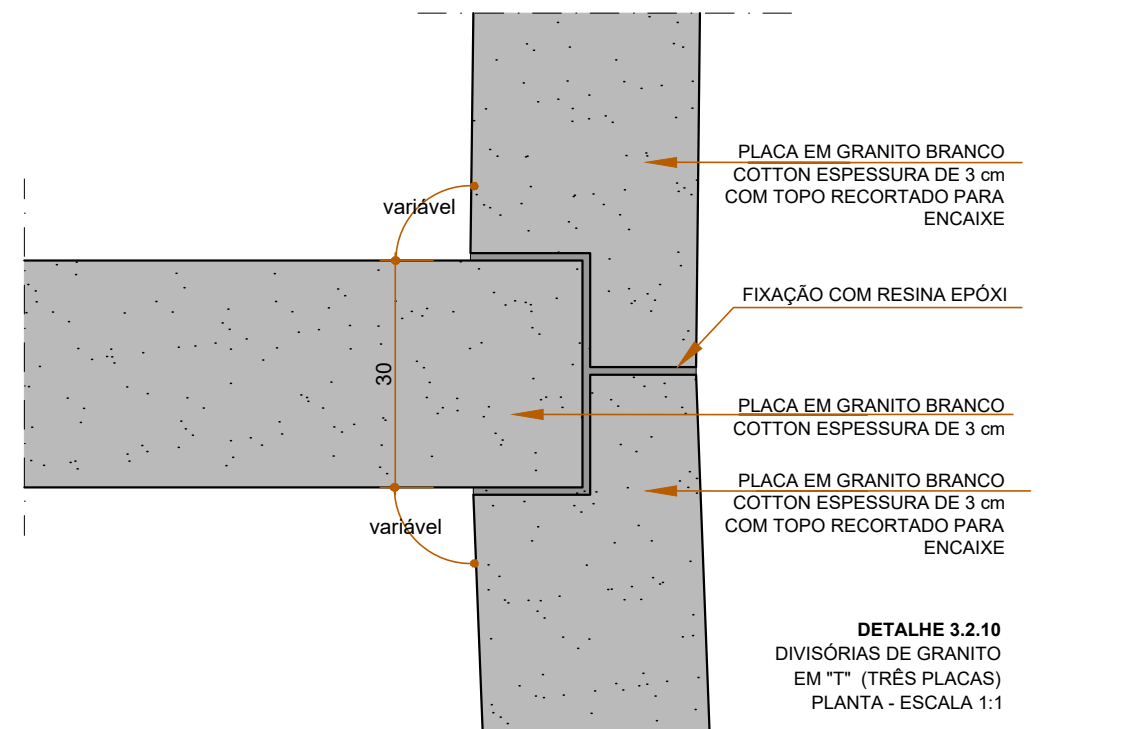 PLACA EM GRANITO BRANCO
COTTON ESPESSURA DE 3 cm
COM TOPO RECORTADO PARA
ENCAIXE
variável
FIXAÇÃO COM RESINA EPÓXI
30
PLACA EM GRANITO BRANCO
COTTON ESPESSURA DE 3 cm
PLACA EM GRANITO BRANCO
COTTON ESPESSURA DE 3 cm
COM TOPO RECORTADO PARA
ENCAIXE
variável
DETALHE 3.2.10
DIVISÓRIAS DE GRANITO
EM "T" (TRÊS PLACAS)
PLANTA - ESCALA 1:1